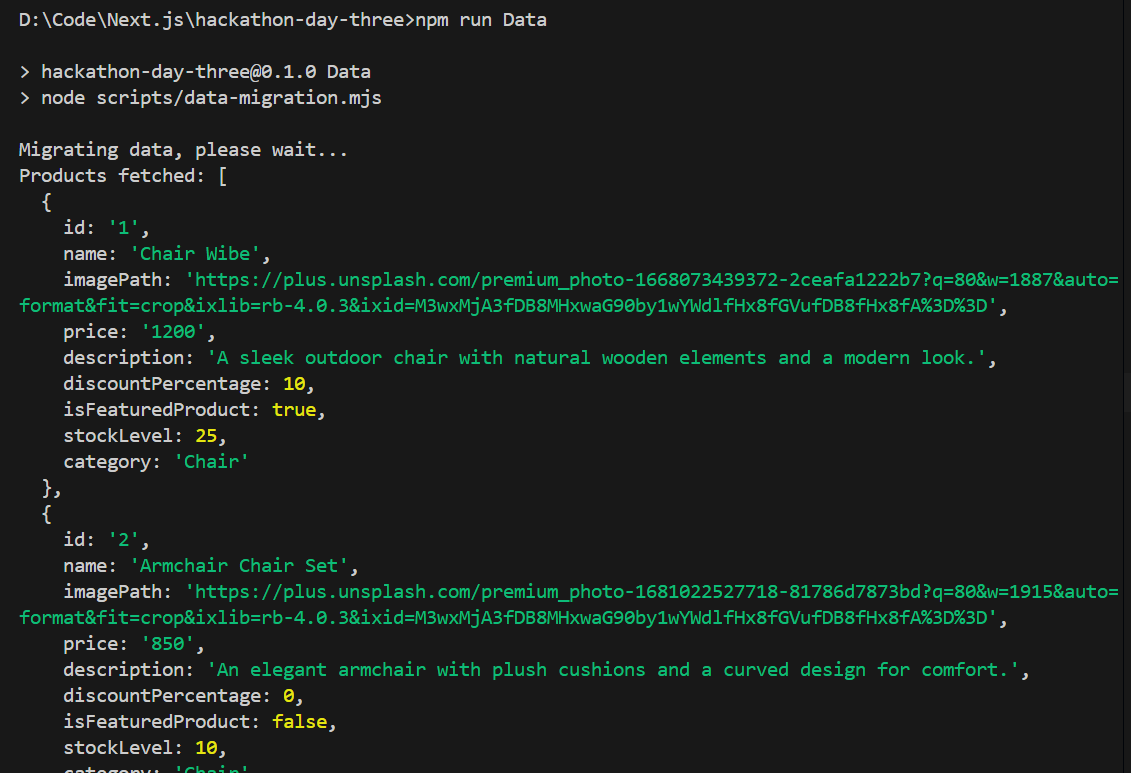 D:\Code\Next.js\hackathon-day-three>npm run Data
> hackathon-day-three@0.1.0 Data
> node scripts/data-migration.mjs
Migrating data, please wait...
Products fetched: [
  {
    id: '1',
    name: 'Chair Wibe',
    imagePath: 'https://plus.unsplash.com/premium_photo-1668073439372-2ceafa1222b7?q=80&w=1887&auto=
format&fit=crop&ixlib=rb-4.0.3&ixid=M3wxMjA3fDB8MHxwaG90by1wYWdlfHx8fGVufDB8fHx8fA%3D%3D',
    price: '1200',
    description: 'A sleek outdoor chair with natural wooden elements and a modern look.',
    discountPercentage: 10,
    isFeaturedProduct: true,
    stockLevel: 25,
    category: 'Chair'
  },
  {
    id: '2',
    name: 'Armchair Chair Set',
    imagePath: 'https://plus.unsplash.com/premium_photo-1681022527718-81786d7873bd?q=80&w=1915&auto=
format&fit=crop&ixlib=rb-4.0.3&ixid=M3wxMjA3fDB8MHxwaG90by1wYWdlfHx8fGVufDB8fHx8fA%3D%3D',
    price: '850',
    description: 'An elegant armchair with plush cushions and a curved design for comfort.',
    discountPercentage: 0,
    isFeaturedProduct: false,
    stockLevel: 10,
    category: 'Chair'